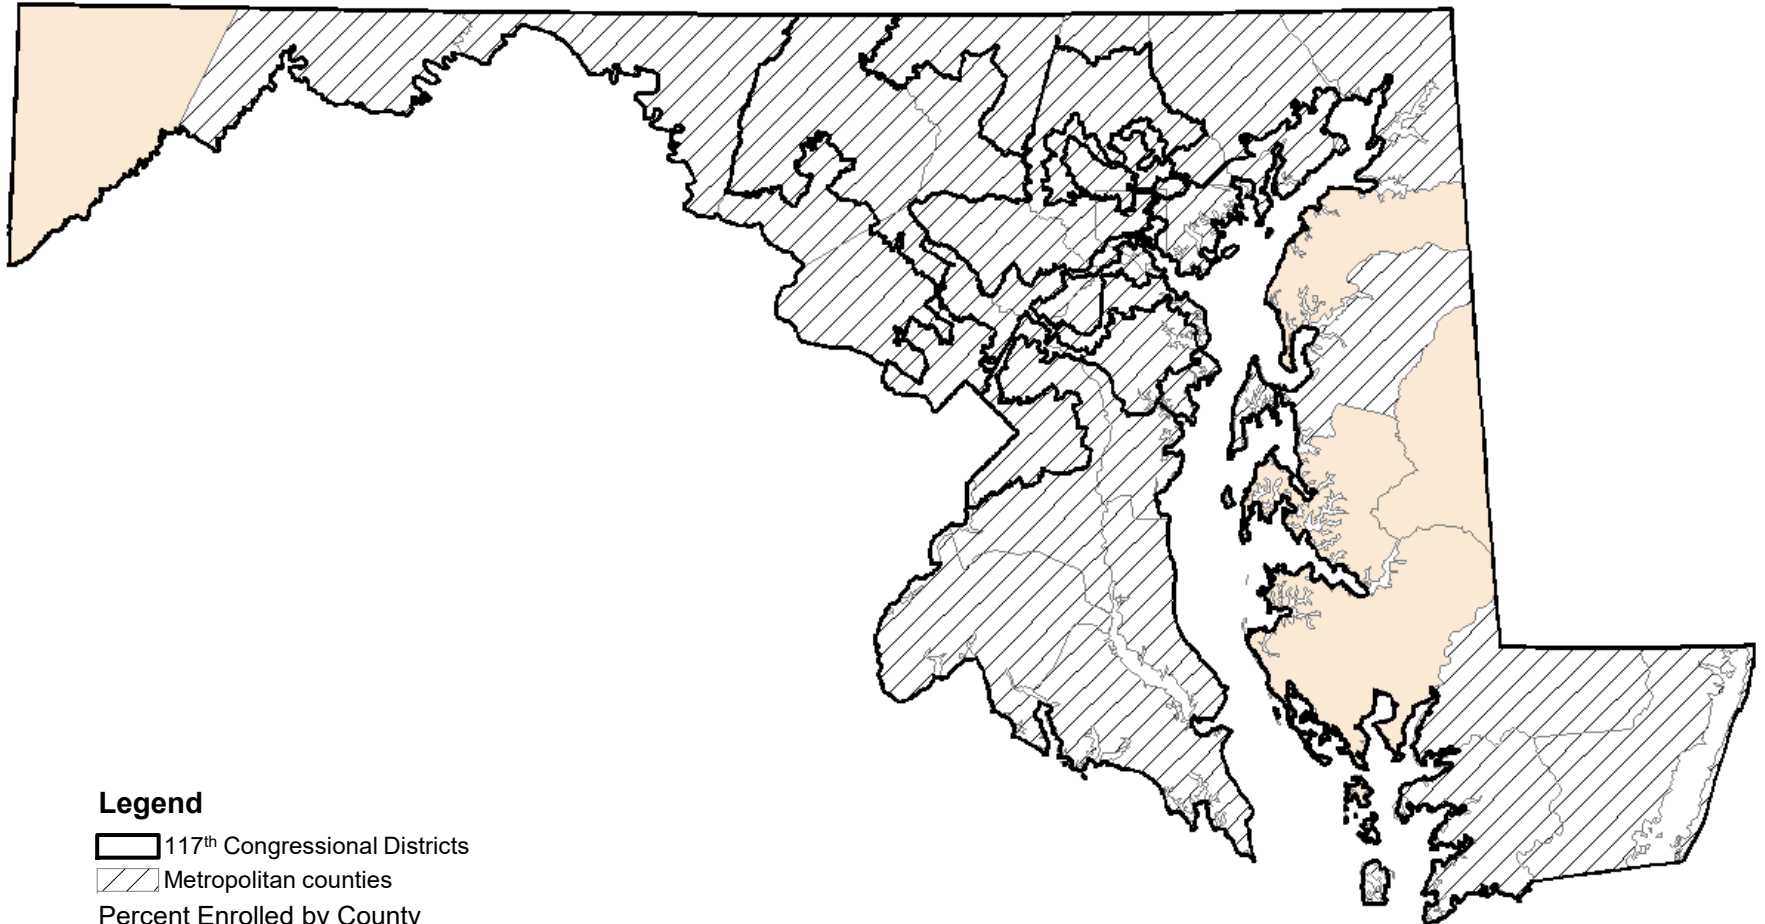 Legend
117th Congressional Districts
Metropolitan counties
Percent Enrolled by County